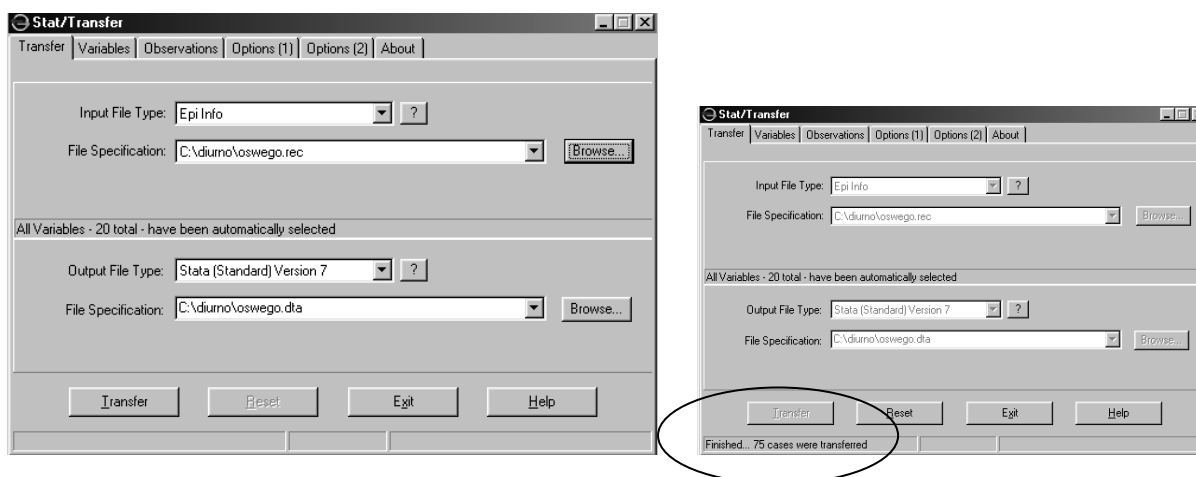 Stat/Transfer
Transfer Variables Observations Options (1) Options (2) About
Input File Type: Epi Info ?
File Specification: C:\diurno\oswego.rec Browse...
All Variables - 20 total - have been automatically selected
Output File Type: Stata (Standard) Version 7 ?
File Specification: C:\diurno\oswego.dta Browse...
Transfer Reset Exit Help
Stat/Transfer
Transfer Variables Observations Options (1) Options (2) About
Input File Type: Epi Info ?
File Specification: C:\diurno\oswego.rec Browse...
All Variables - 20 total - have been automatically selected
Output File Type: Stata (Standard) Version 7 ?
File Specification: C:\diurno\oswego.dta Browse...
Transfer Reset Exit Help
Finished... 75 cases were transferred